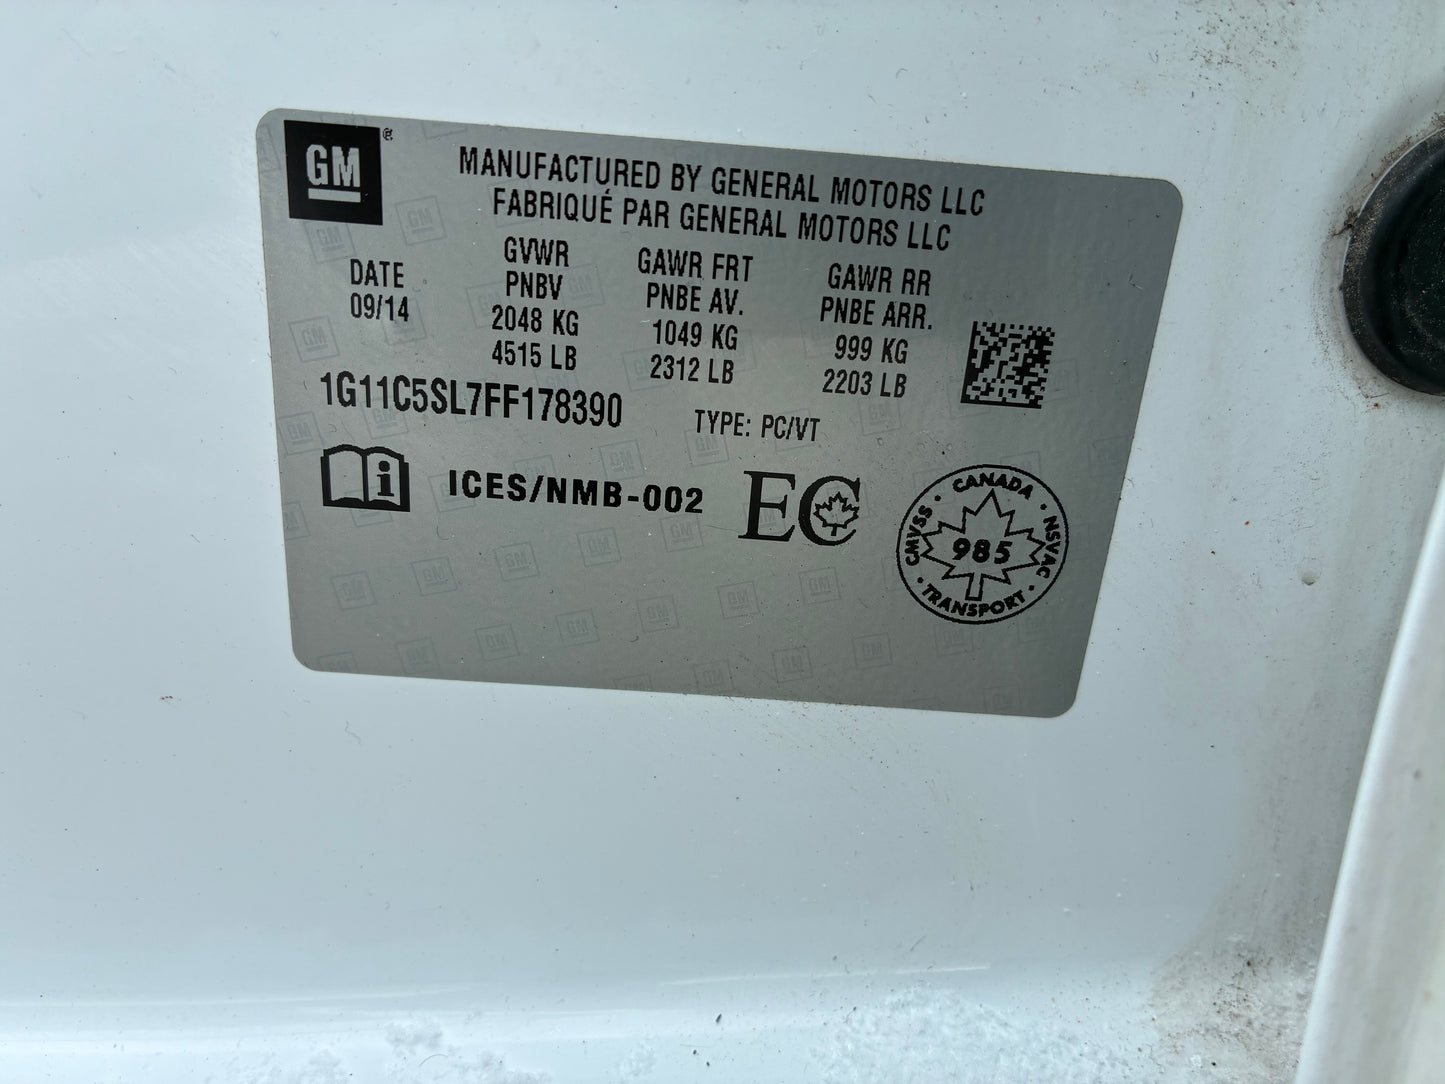 GM ®
MANUFACTURED BY GENERAL MOTORS LLC
FABRIQUÉ PAR GENERAL MOTORS LLC
DATE
09/14
GVWR
PNBV
2048 KG
4515 LB
GAWR FRT
PNBE AV.
1049 KG
2312 LB
GAWR RR
PNBE ARR.
999 KG
2203 LB
1G11C5SL7FF178390
TYPE: PC/VT
i
ICES/NMB-002
EC
CANADA
CMVSS
985
NSVAC
TRANSPORT